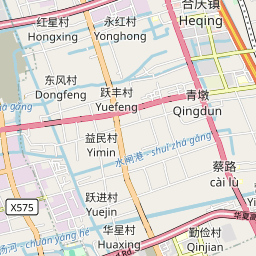 合庆镇
Heqing
红星村
Hongxing
永红村
Yonghong
东风村
Dongfeng
跃丰村
Yuefeng
青墩
Qingdun
益民村
Yimin
水闸港 - shuǐ zhá gǎng
蔡路
cài lù
X575
跃进村
Yuejin
华星村
Huaxing
勤俭村
Qinjian